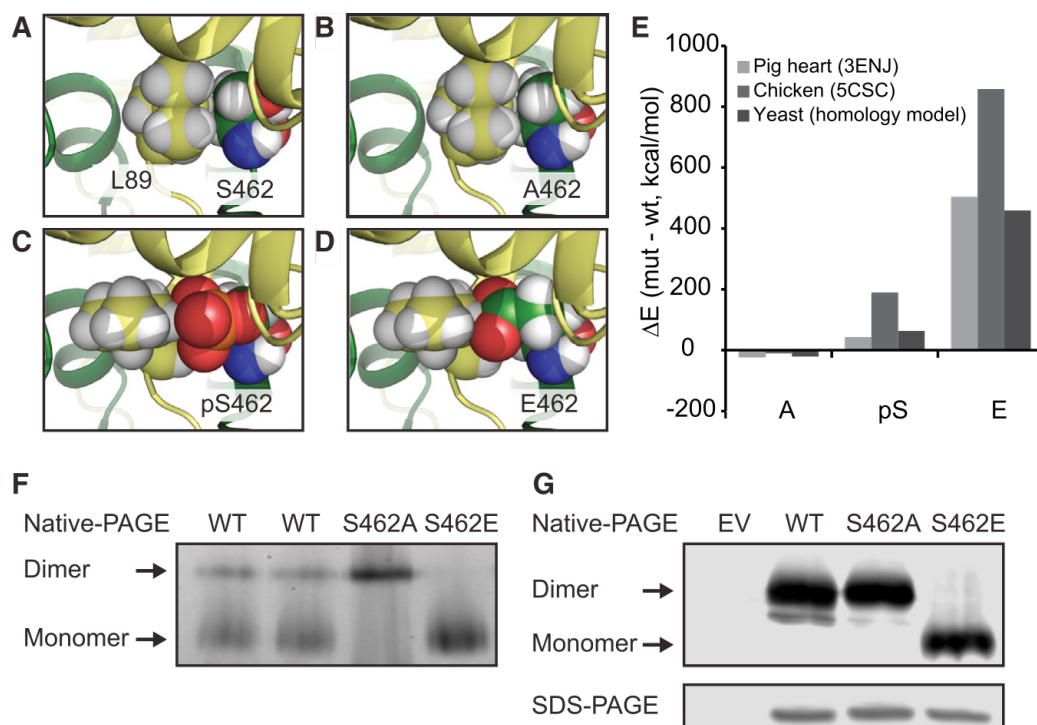 A
B
L89
S462
A462
C
D
pS462
E462
E
1000
800
600
400
200
0
-200
ΔE (mut - wt, kcal/mol)
Pig heart (3ENJ)
Chicken (5CSC)
Yeast (homology model)
A pS E
F
Native-PAGE WT WT S462A S462E
Dimer
Monomer
G
Native-PAGE EV WT S462A S462E
Dimer
Monomer
SDS-PAGE